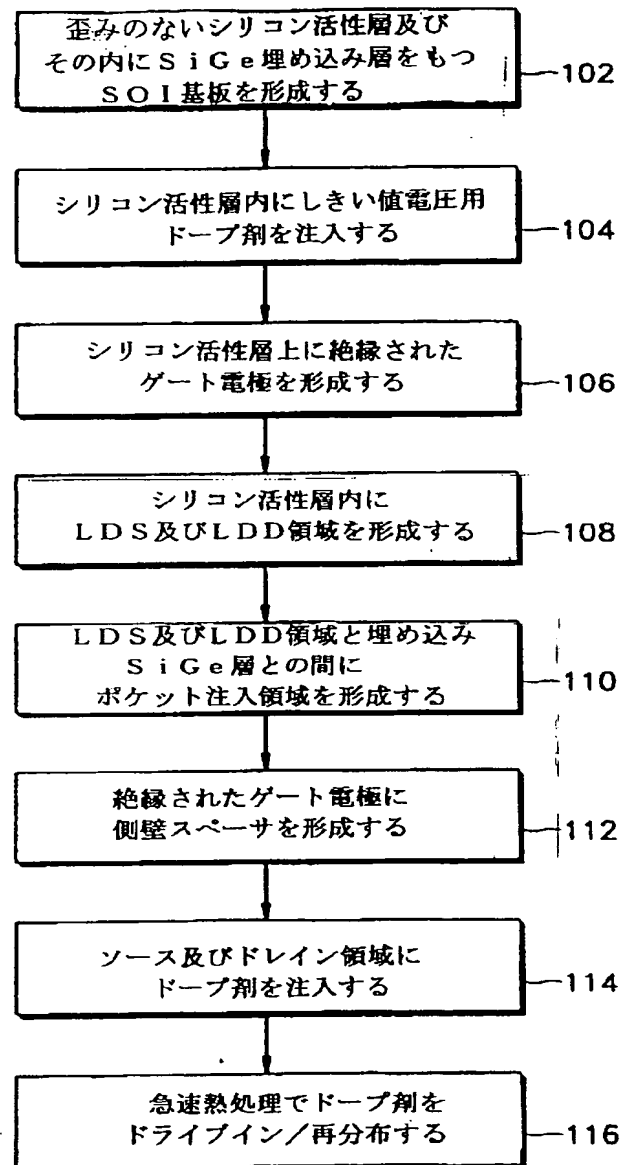 歪みのないシリコン活性層及び
その内にSiGe埋め込み層をもつ
SOI基板を形成する
102
シリコン活性層内にしきい値電圧用
ドープ剤を注入する
104
シリコン活性層上に絶縁された
ゲート電極を形成する
106
シリコン活性層内に
LDS及びLDD領域を形成する
108
LDS及びLDD領域と埋め込み
SiGe層との間に
ポケット注入領域を形成する
110
絶縁されたゲート電極に
側壁スペーサを形成する
112
ソース及びドレイン領域に
ドープ剤を注入する
114
急速熱処理でドープ剤を
ドライブイン/再分布する
116